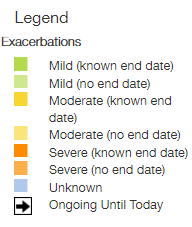 Legend
Exacerbations
Mild (known end date)
Mild (no end date)
Moderate (known end
date)
Moderate (no end date)
Severe (known end date)
Severe (no end date)
Unknown
Ongoing Until Today